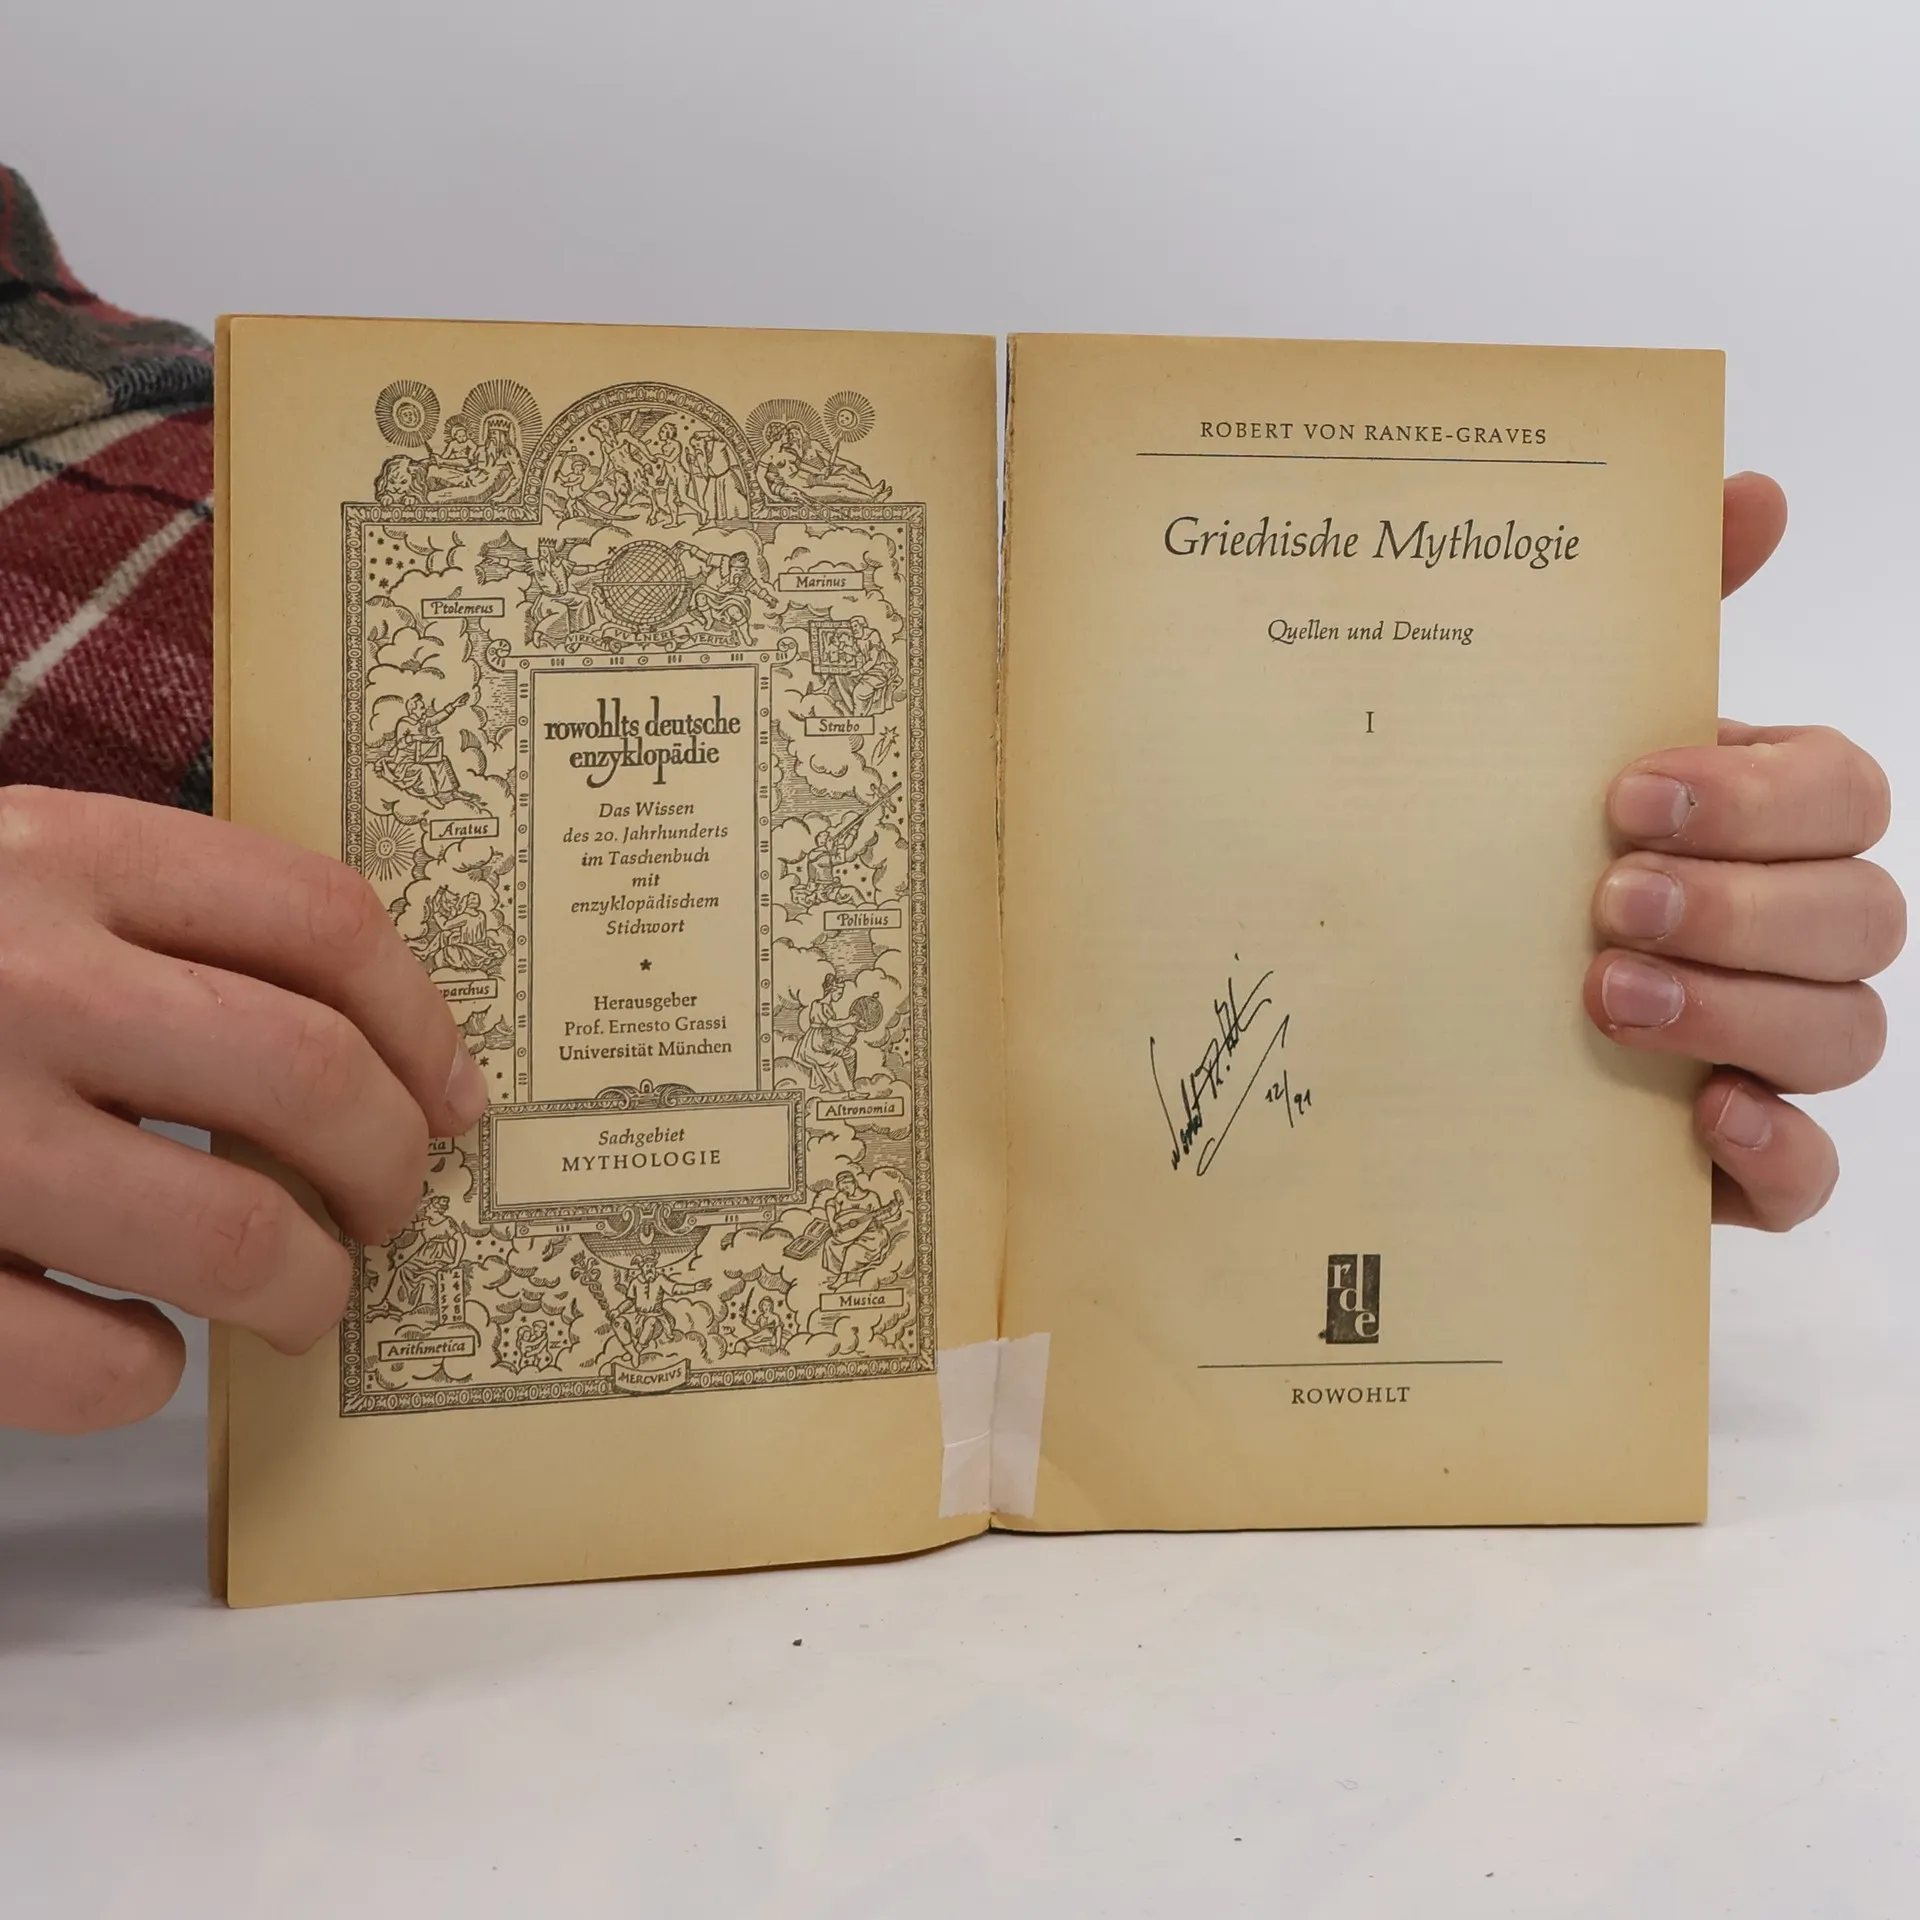 Ptolemeus
Marinus
VIRESCIT VULNERE VERITAS
Strabo
rowohlts deutsche
enzyklopädie
Das Wissen
des 20. Jahrhunderts
im Taschenbuch
mit
enzyklopädischem
Stichwort
*
Herausgeber
Prof. Ernesto Grassi
Universität München
Aratus
Polibius
parchus
Astronomia
ria
Sachgebiet
MYTHOLOGIE
Musica
Arithmetica
MERCVRIVS
ROBERT VON RANKE-GRAVES
Griechische Mythologie
Quellen und Deutung
I
12/91
rde
ROWOHLT